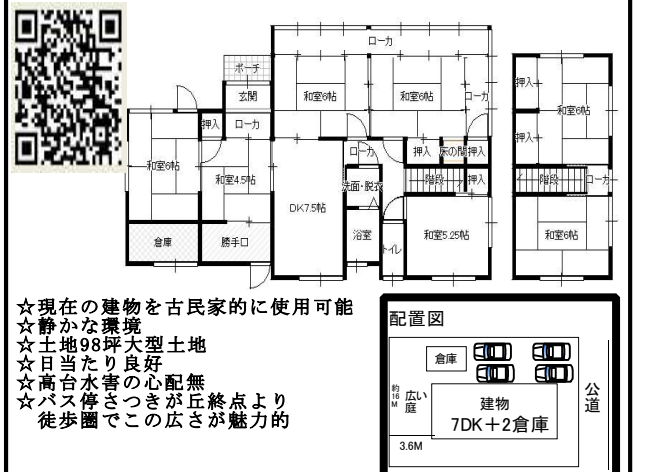 ローカ
ポーチ
玄関
和室6帖
和室6帖
ローカ
押入
ローカ
和室6帖
和室4.5帖
DK7.5帖
ローカ
押入
床の間
押入
洗面・脱衣
階段
押入
浴室
トイレ
和室5.25帖
倉庫
勝手口
押入
和室6帖
押入
階段
ローカ
和室6帖
☆現在の建物を古民家的に使用可能
☆静かな環境
☆土地98坪大型土地
☆日当たり良好
☆高台水害の心配無
☆バス停さつきが丘終点より
徒歩圏でこの広さが魅力的
配置図
倉庫
約16M
広い
庭
建物
7DK＋2倉庫
公道
3.6M